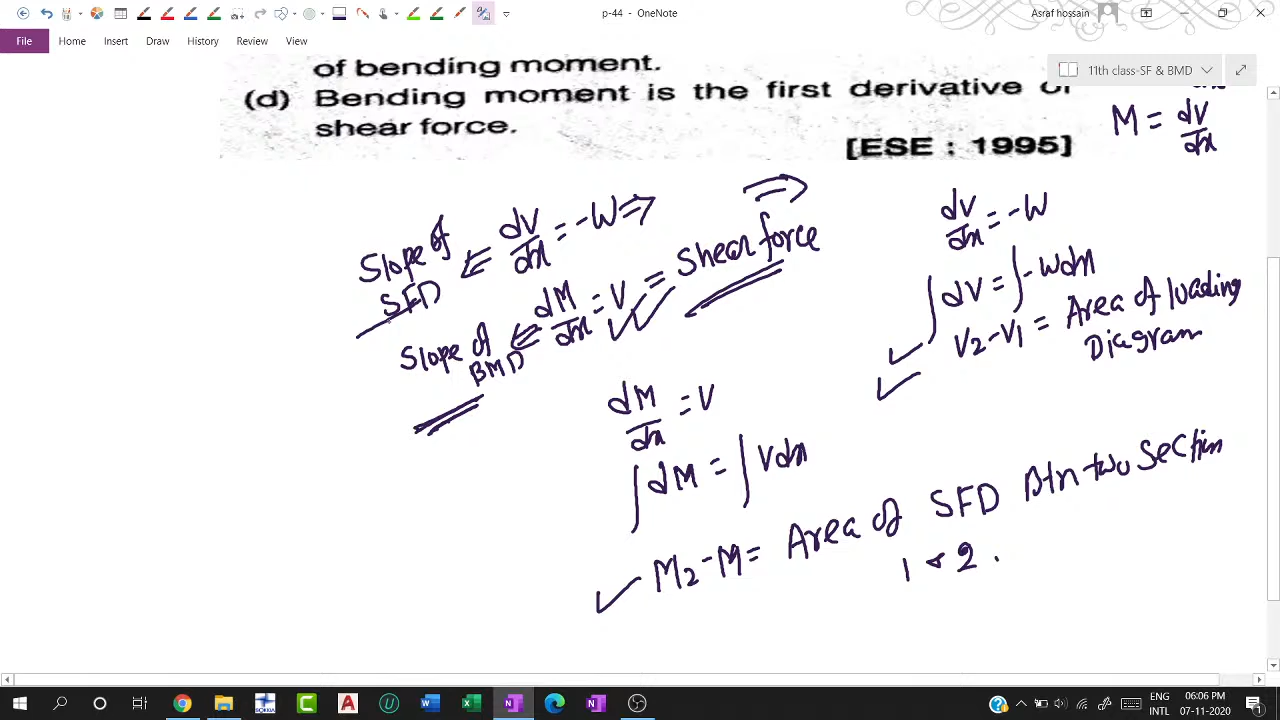 p-44 - OneNote
Asraf hossain
File Home Insert Draw History Review View
11th class SF & BMD
of bending moment.
(d) Bending moment is the first derivative of
shear force.
[ESE : 1995]
M = dV/dx
Slope of SFD ⇐ dV/dx = -W ⇒
Slope of BMD ⇐ dM/dx = V = Shear force
dV/dx = -W
∫dV = ∫-Wdx
V2-V1 = Area of loading
Diagram
dM/dx = V
∫dM = ∫Vdx
M2-M1= Area of SFD btn two Section
1 & 2 .
ENG
INTL
06:06 PM
07-11-2020